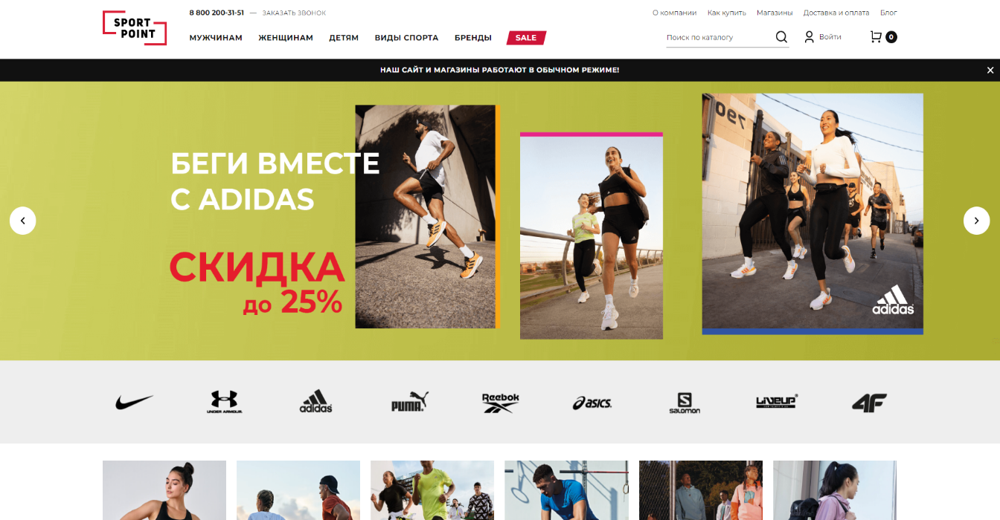 SPORT
POINT
8 800 200-31-51 — ЗАКАЗАТЬ ЗВОНОК
О компании Как купить Магазины Доставка и оплата Блог
МУЖЧИНАМ ЖЕНЩИНАМ ДЕТЯМ ВИДЫ СПОРТА БРЕНДЫ SALE
Поиск по каталогу Войти 0
НАШ САЙТ И МАГАЗИНЫ РАБОТАЮТ В ОБЫЧНОМ РЕЖИМЕ!
БЕГИ ВМЕСТЕ
С ADIDAS
СКИДКА
до 25%
adidas
UNDER ARMOUR
adidas
PUMA
Reebok
asics
SALOMON
LIVEUP
4F